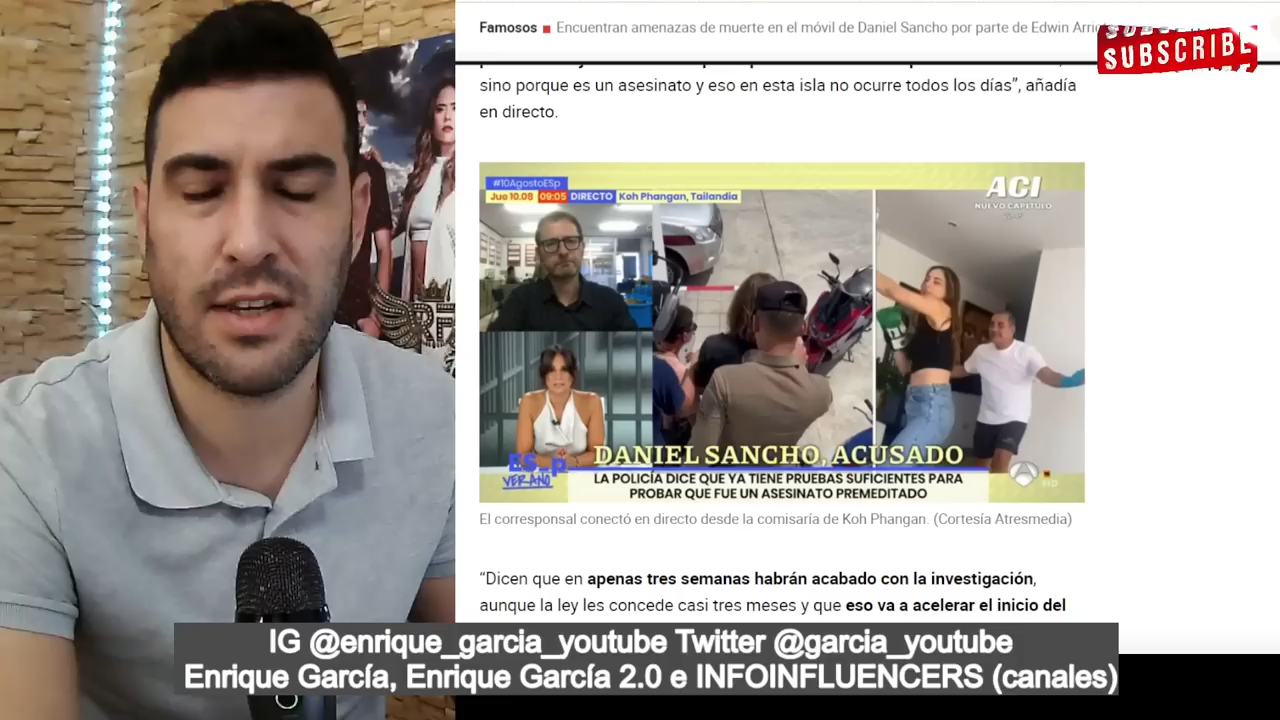 Famosos ■ Encuentran amenazas de muerte en el móvil de Daniel Sancho por parte de Edwin
SUBSCRIBE
sino porque es un asesinato y eso en esta isla no ocurre todos los días”, añadía
en directo.
#10AgostoESp
Jue 10.08 09:05 DIRECTO Koh Phangan, Tailandia
ACI
NUEVO CAPITULO
DANIEL SANCHO, ACUSADO
ES_p
VERANO
LA POLICÍA DICE QUE YA TIENE PRUEBAS SUFICIENTES PARA
PROBAR QUE FUE UN ASESINATO PREMEDITADO
El corresponsal conectó en directo desde la comisaría de Koh Phangan. (Cortesía Atresmedia)
“Dicen que en apenas tres semanas habrán acabado con la investigación,
aunque la ley les concede casi tres meses y que eso va a acelerar el inicio del
IG @enrique_garcia_youtube Twitter @garcia_youtube
Enrique García, Enrique García 2.0 e INFOINFLUENCERS (canales)